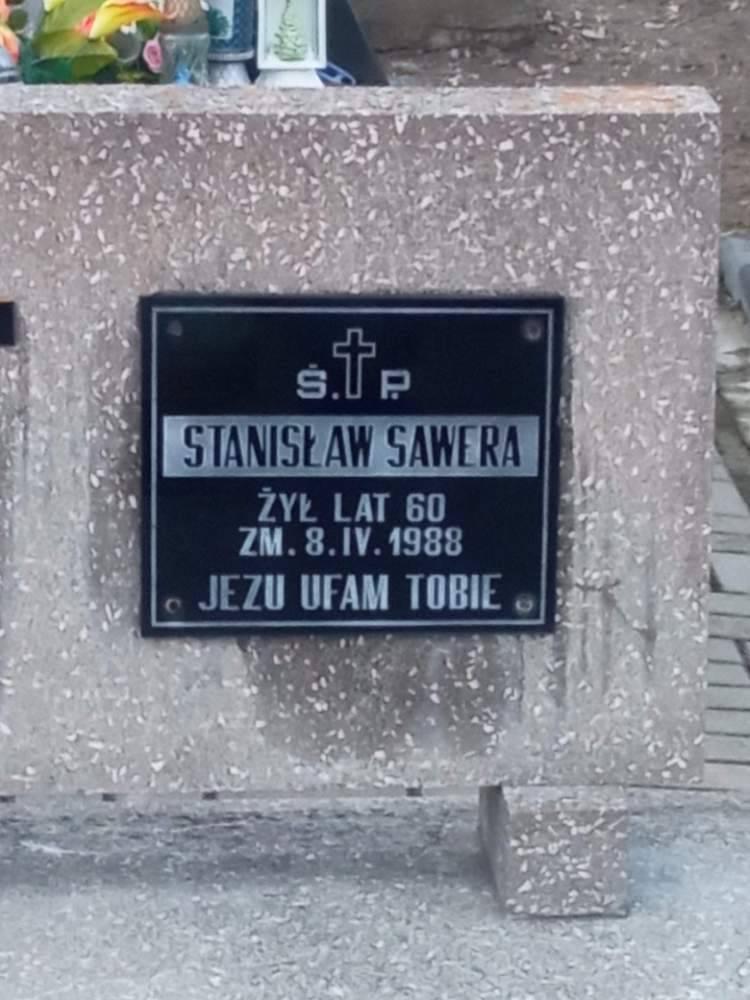 Ś. P.
STANISŁAW SAWERA
ŻYŁ LAT 60
ZM. 8.IV.1988
JEZU UFAM TOBIE